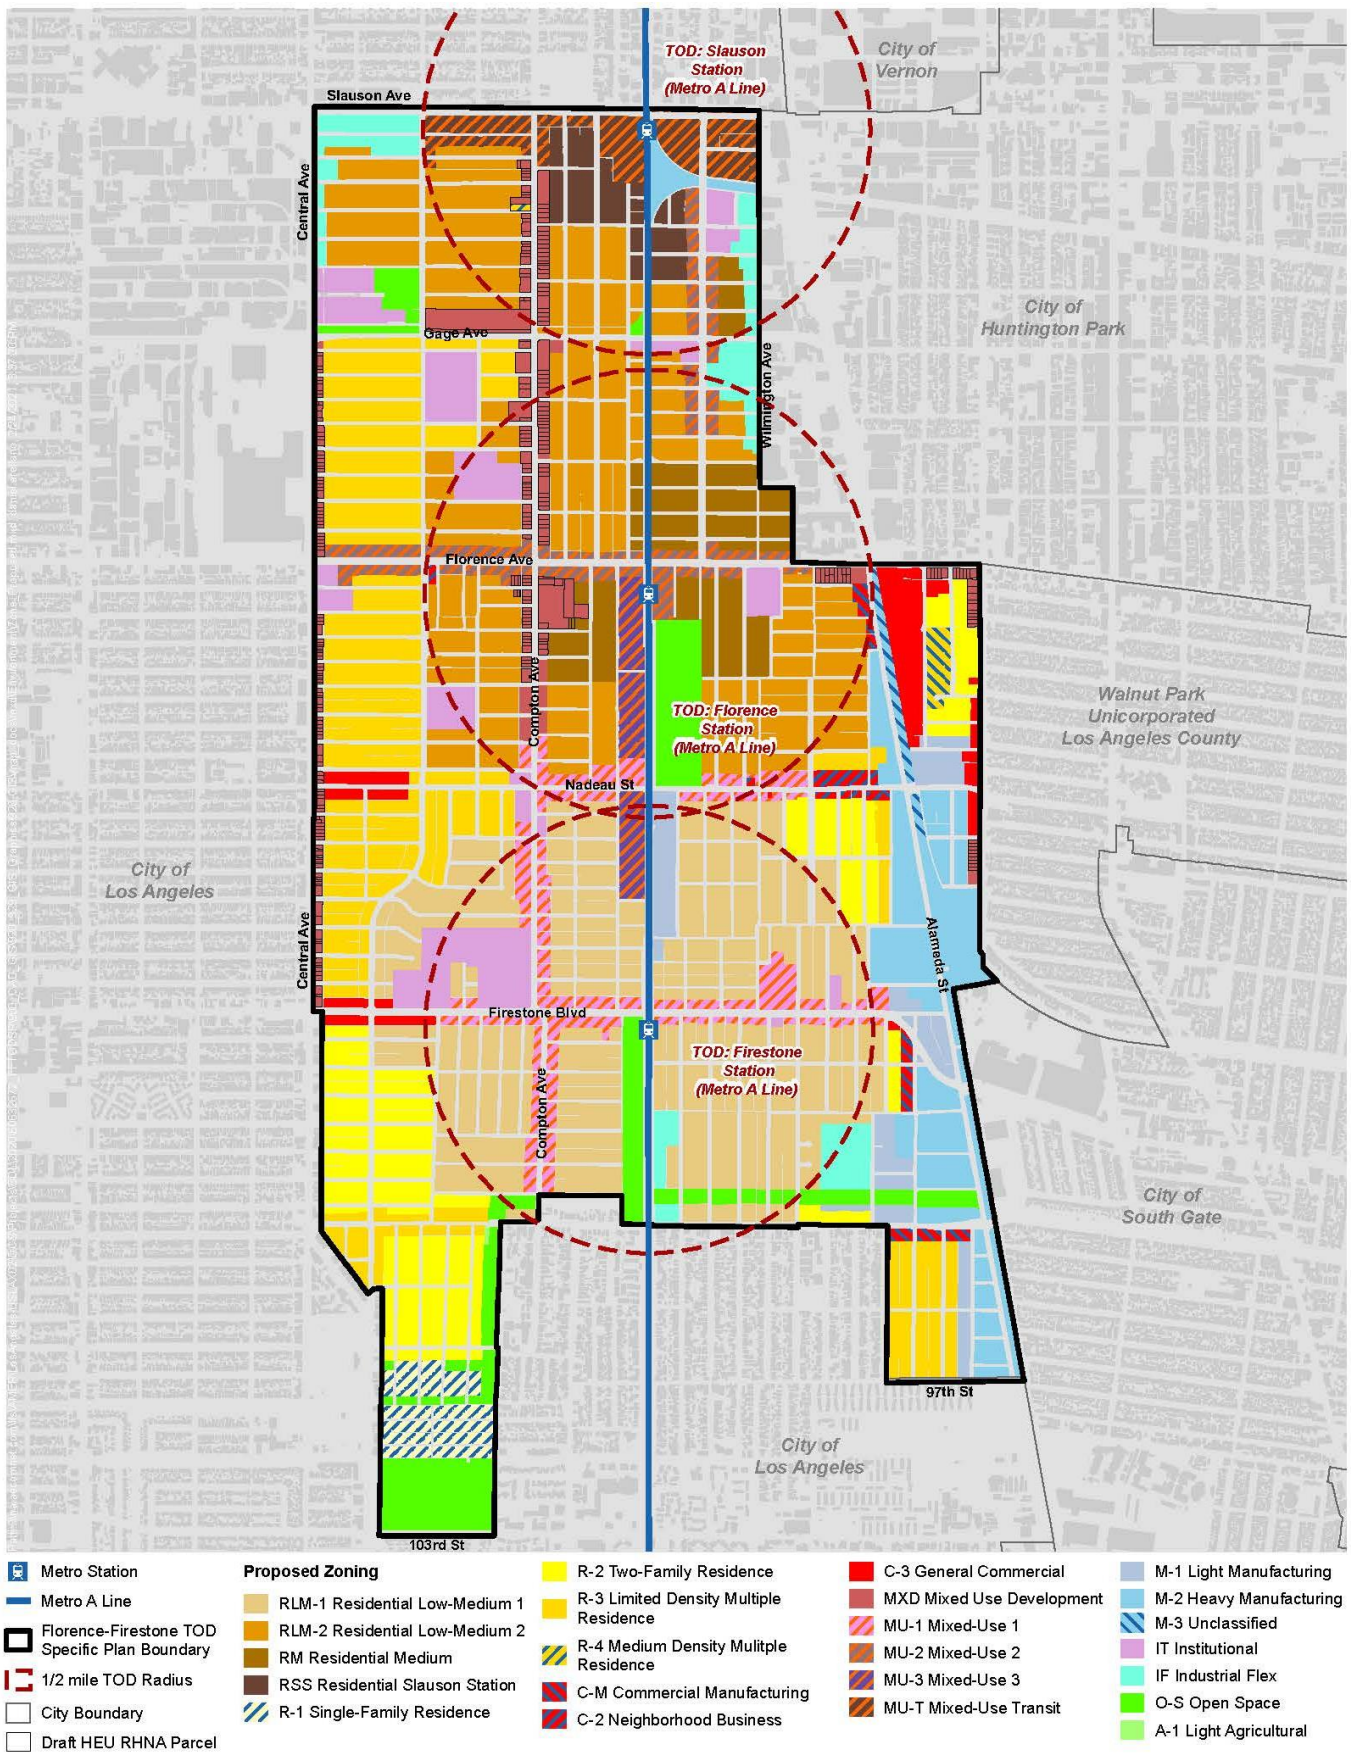 TOD: Slauson
Station
(Metro A Line)
City of
Vernon
Slauson Ave
Central Ave
City of
Huntington Park
Gage Ave
Wilmington Ave
Florence Ave
Compton Ave
TOD: Florence
Station
(Metro A Line)
Walnut Park
Unicorporated
Los Angeles County
Nadeau St
City of
Los Angeles
Central Ave
Alameda St
Firestone Blvd
TOD: Firestone
Station
(Metro A Line)
Compton Ave
City of
South Gate
97th St
City of
Los Angeles
103rd St
Metro Station
Metro A Line
Florence-Firestone TOD
Specific Plan Boundary
1/2 mile TOD Radius
City Boundary
Draft HEU RHNA Parcel
Proposed Zoning
RLM-1 Residential Low-Medium 1
RLM-2 Residential Low-Medium 2
RM Residential Medium
RSS Residential Slauson Station
R-1 Single-Family Residence
R-2 Two-Family Residence
R-3 Limited Density Multiple
Residence
R-4 Medium Density Mulitple
Residence
C-M Commercial Manufacturing
C-2 Neighborhood Business
C-3 General Commercial
MXD Mixed Use Development
MU-1 Mixed-Use 1
MU-2 Mixed-Use 2
MU-3 Mixed-Use 3
MU-T Mixed-Use Transit
M-1 Light Manufacturing
M-2 Heavy Manufacturing
M-3 Unclassified
IT Institutional
IF Industrial Flex
O-S Open Space
A-1 Light Agricultural